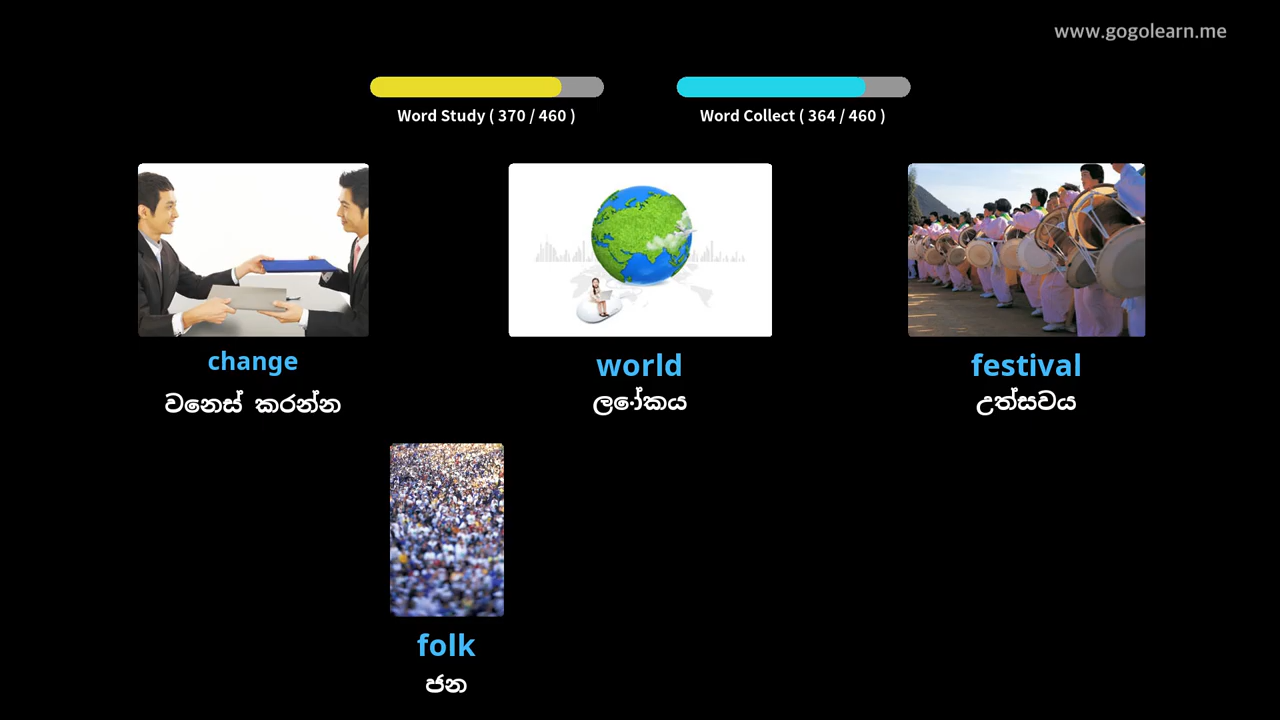 www.gogolearn.me
Word Study ( 370 / 460 )
Word Collect ( 364 / 460 )
change
වනෙස් කරන්න
world
ලෝකය
festival
උත්සවය
folk
ජන